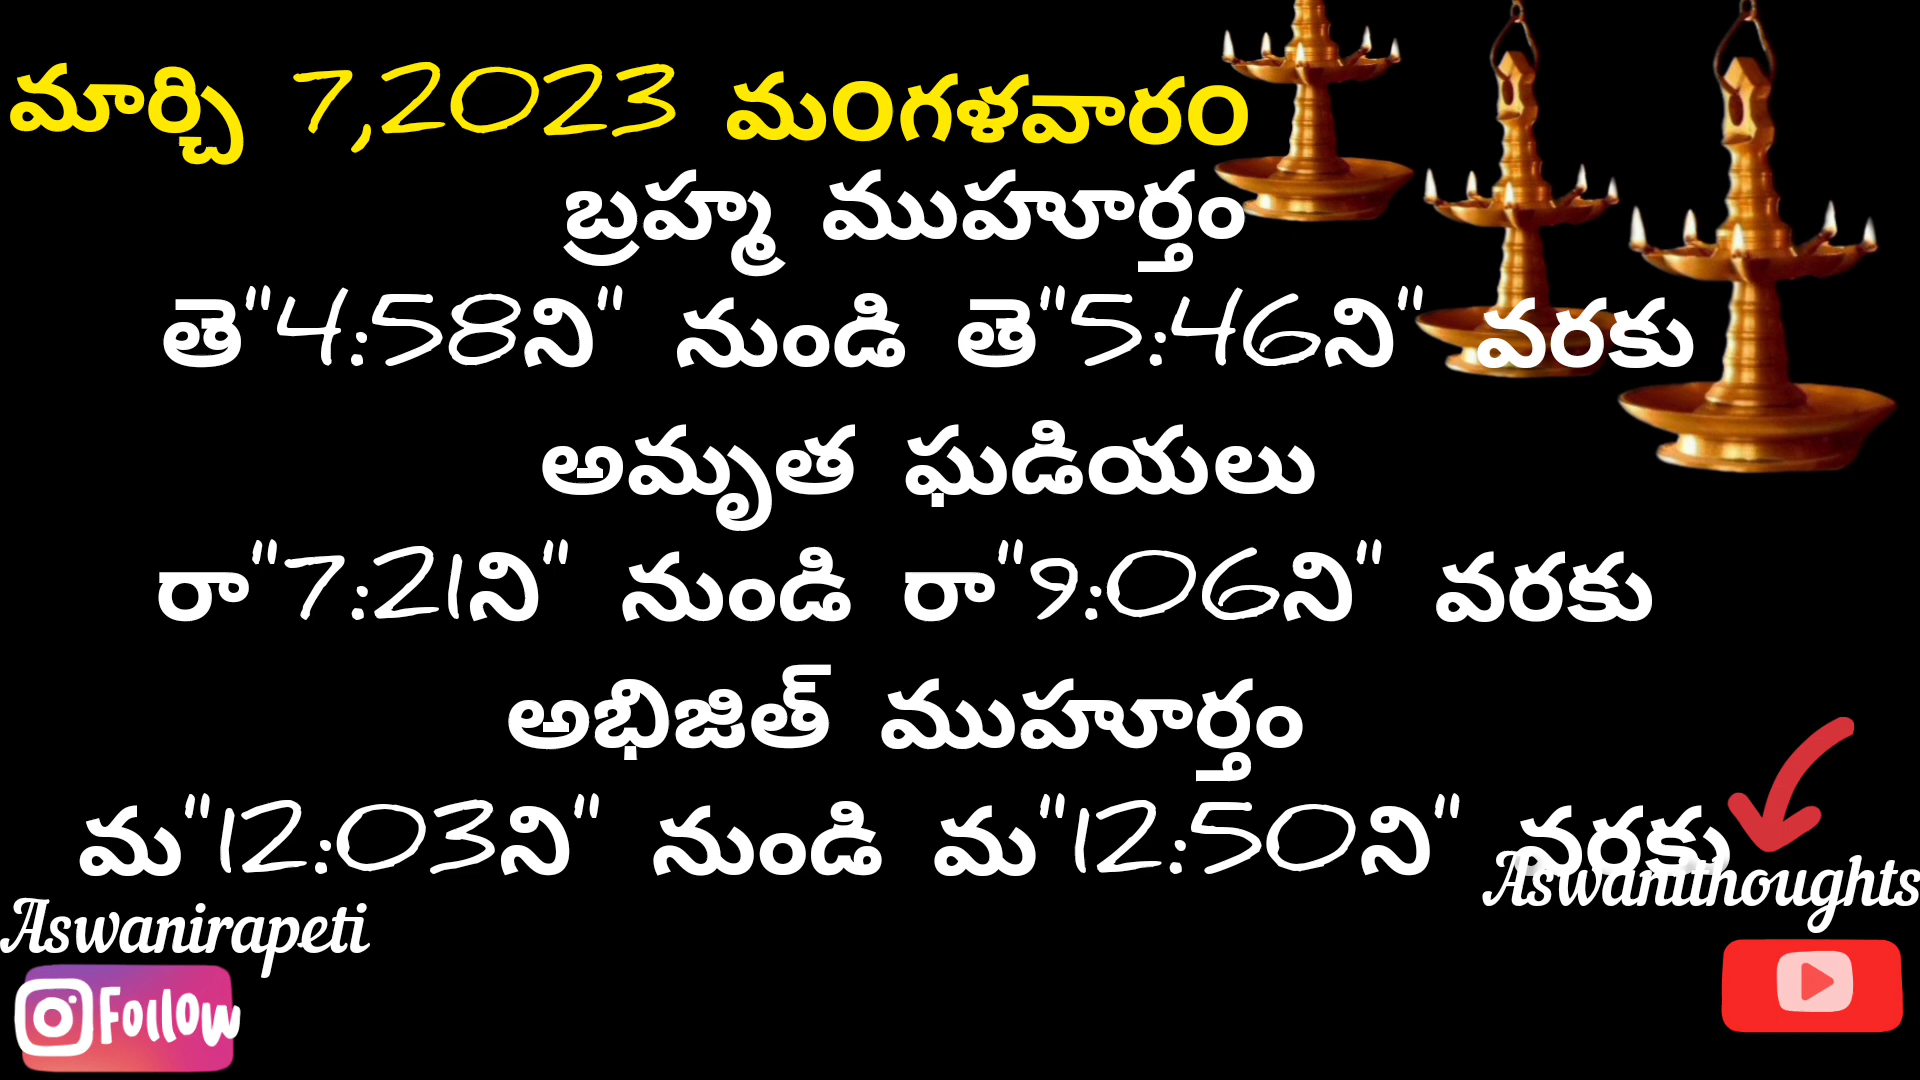 మార్చి 7,2023 మంగళవారం
బ్రహ్మ ముహూర్తం
తె"4:58ని" నుండి తె"5:46ని" వరకు
అమృత ఘడియలు
రా"7:21ని" నుండి రా"9:06ని" వరకు
అభిజిత్ ముహూర్తం
మ"12:03ని" నుండి మ"12:50ని" వరకు
Aswanithoughts
Aswanirapeti
Follow